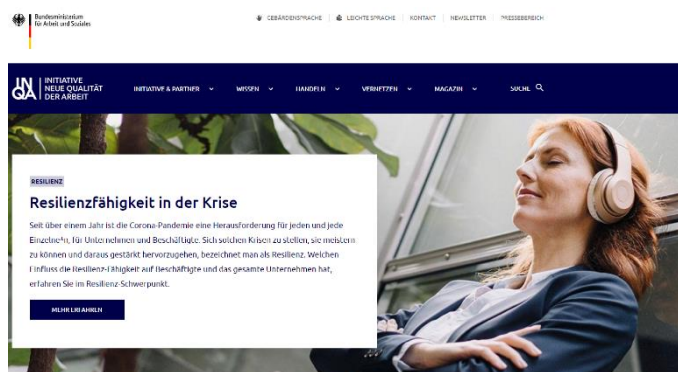 Bundesministerium
für Arbeit und Soziales
GEBÄRDENSPRACHE LEICHTE SPRACHE KONTAKT NEWSLETTER PRESSEBEREICH
INITIATIVE
NEUE QUALITÄT
DER ARBEIT
INITIATIVE & PARTNER WISSEN HANDELN VERNETZEN MAGAZIN SUCHE
RESILIENZ
Resilienzfähigkeit in der Krise
Seit über einem Jahr ist die Corona-Pandemie eine Herausforderung für jeden und jede
Einzelne*n, für Unternehmen und Beschäftigte. Sich solchen Krisen zu stellen, sie meistern
zu können und daraus gestärkt hervorzugehen, bezeichnet man als Resilienz. Welchen
Einfluss die Resilienz-Fähigkeit auf Beschäftigte und das gesamte Unternehmen hat,
erfahren Sie im Resilienz-Schwerpunkt.
MEHR ERFAHREN